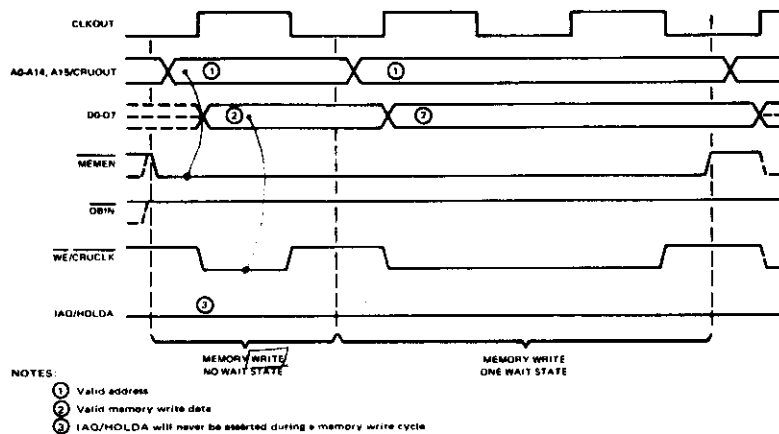 CLKOUT
A0-A14, A15/CRUOUT
1
1
D0-D7
2
2
MEMEN
DBIN
WE/CRUCLK
IAQ/HOLDA
3
MEMORY WRITE
NO WAIT STATE
MEMORY WRITE
ONE WAIT STATE
NOTES:
1 Valid address
2 Valid memory write data
3 IAQ/HOLDA will never be asserted during a memory write cycle